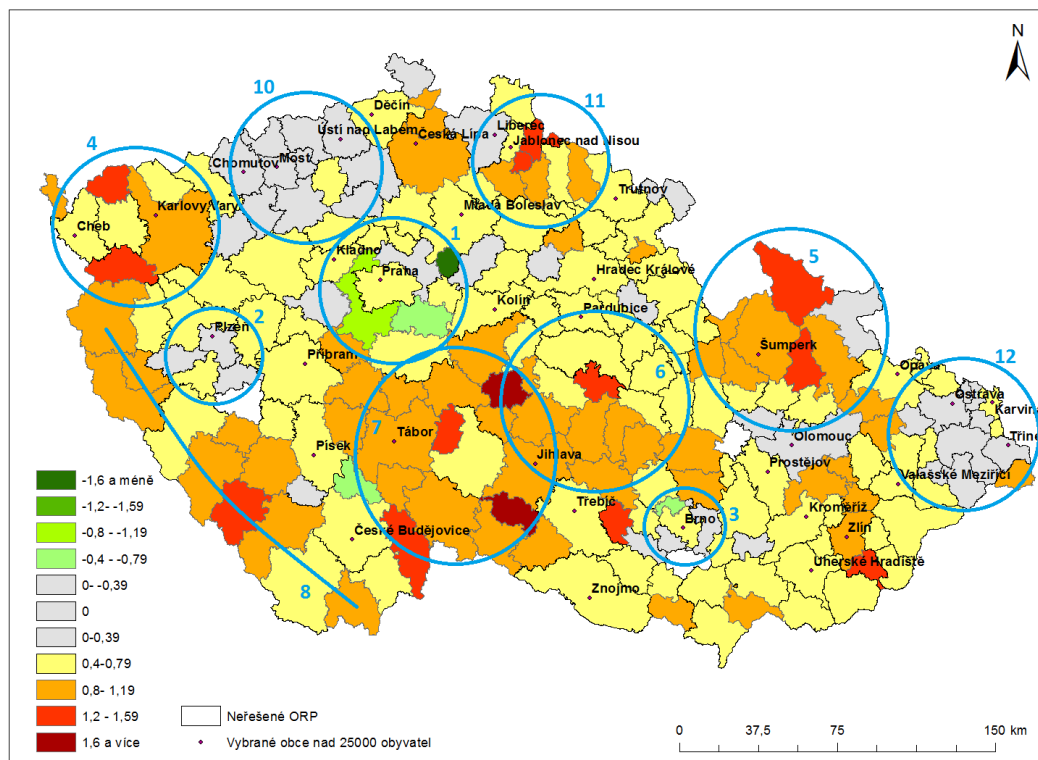 N
10
11
Děčín
Ústí nad Labem
Česká Lípa
Liberec
Jablonec nad Nisou
4
Chomutov
Most
Trutnov
Karlovy Vary
Mladá Boleslav
Cheb
1
Kladno
5
Praha
Hradec Králové
Kolín
Pardubice
2
Plzeň
Šumperk
Příbram
12
Opava
6
Ostrava
Karviná
7
Tábor
Písek
Olomouc
Třinec
Jihlava
Prostějov
Valašské Meziříčí
Třebíč
Kroměříž
3
Brno
Zlín
České Budějovice
Uherské Hradiště
8
Znojmo
-1,6 a méně
-1,2- -1,59
-0,8 - -1,19
-0,4 - -0,79
0- -0,39
0
0-0,39
0,4-0,79
0,8- 1,19
1,2 - 1,59
1,6 a více
Neřešené ORP
Vybrané obce nad 25000 obyvatel
0 37,5 75 150 km